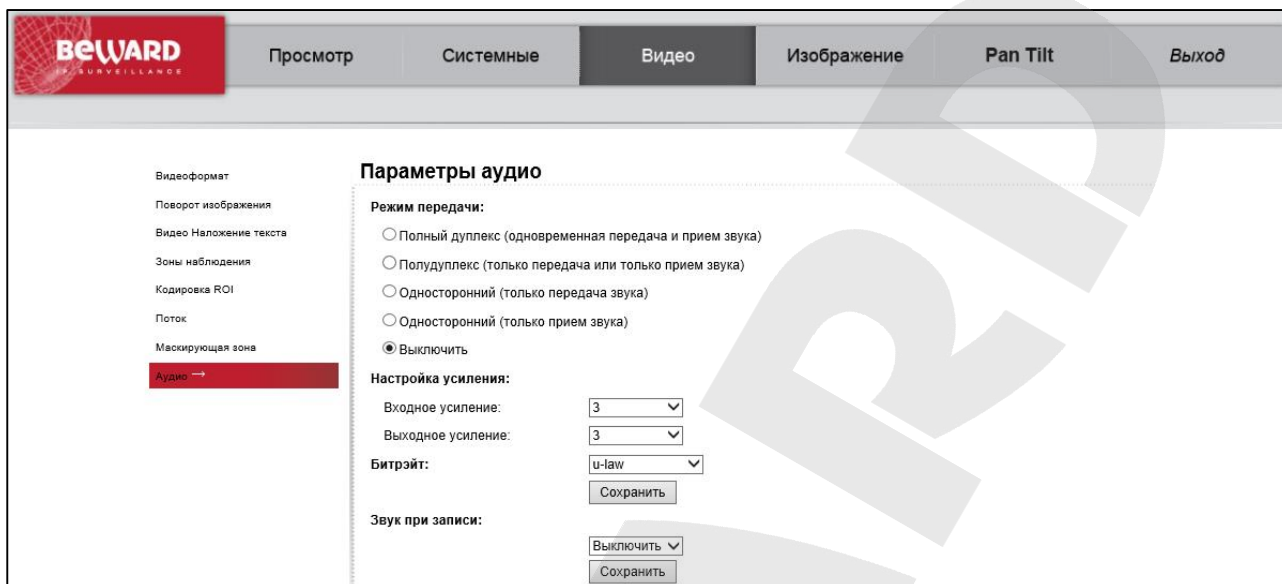 BEWARD
IP SURVEILLANCE
Просмотр Системные Видео Изображение Pan Tilt Выход
Видеоформат
Поворот изображения
Видео Наложение текста
Зоны наблюдения
Кодировка ROI
Поток
Маскирующая зона
Аудио →
Параметры аудио
Режим передачи:
Полный дуплекс (одновременная передача и прием звука)
Полудуплекс (только передача или только прием звука)
Односторонний (только передача звука)
Односторонний (только прием звука)
Выключить
Настройка усиления:
Входное усиление: 3
Выходное усиление: 3
Битрэйт: u-law
Сохранить
Звук при записи:
Выключить
Сохранить